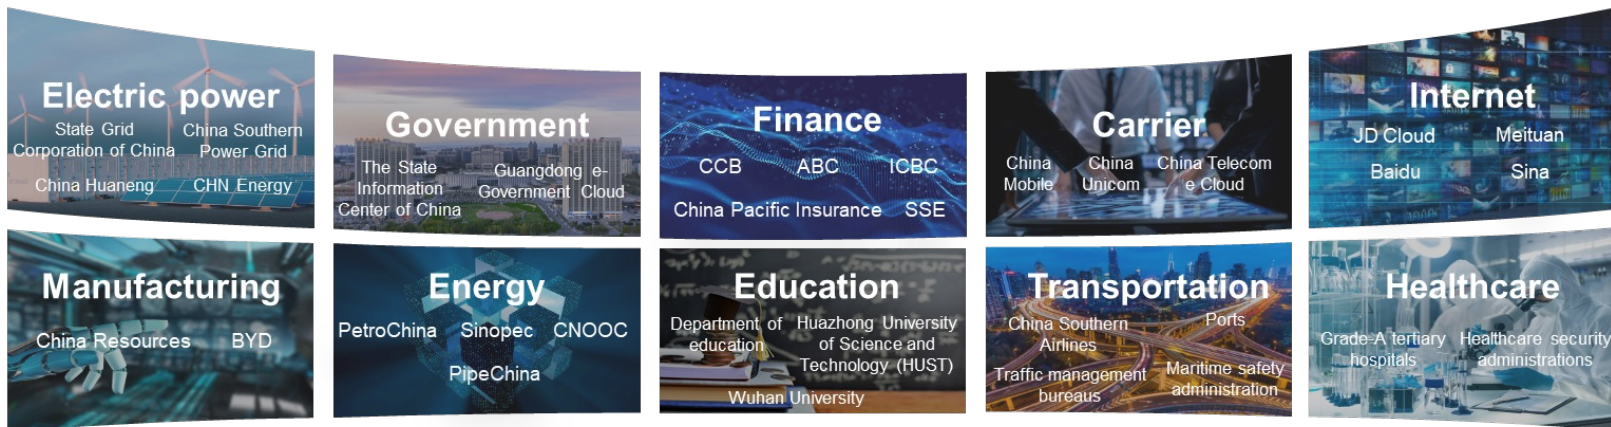 Electric power
State Grid
Corporation of China
China Southern
Power Grid
China Huaneng
CHN Energy
Government
The State
Information
Center of China
Guangdong e-
Government Cloud
Finance
CCB
ABC
ICBC
China Pacific Insurance
SSE
Carrier
China
Mobile
China
Unicom
China Telecom
e Cloud
Internet
JD Cloud
Meituan
Baidu
Sina
Manufacturing
China Resources
BYD
Energy
PetroChina
Sinopec
CNOOC
PipeChina
Education
Department of
education
Huazhong University
of Science and
Technology (HUST)
Wuhan University
Transportation
China Southern
Airlines
Ports
Traffic management
bureaus
Maritime safety
administration
Healthcare
Grade-A tertiary
hospitals
Healthcare security
administrations